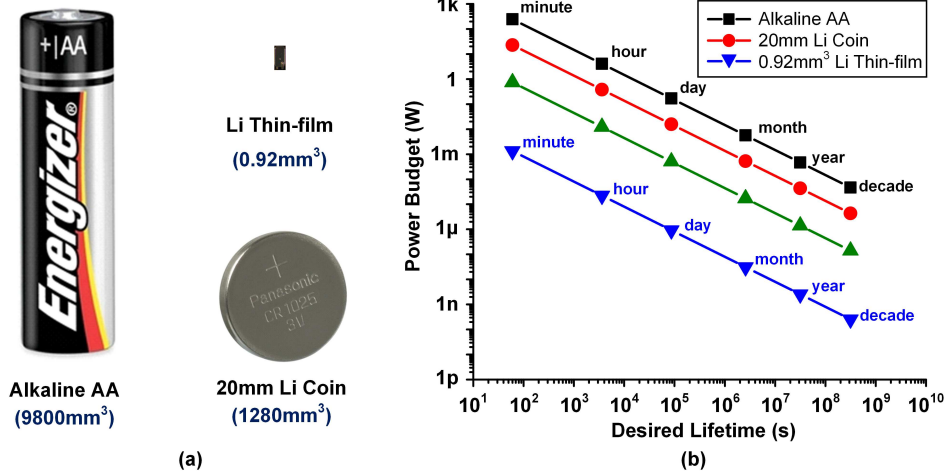 +|AA
Energizer®
Li Thin-film
(0.92mm³)
Panasonic
CR1025
3V
Alkaline AA
(9800mm³)
20mm Li Coin
(1280mm³)
(a)
Power Budget (W)
1k
1
1m
1µ
1n
1p
minute
hour
day
month
year
decade
minute
hour
day
month
year
decade
Alkaline AA
20mm Li Coin
0.92mm³ Li Thin-film
10¹ 10² 10³ 10⁴ 10⁵ 10⁶ 10⁷ 10⁸ 10⁹ 10¹⁰
Desired Lifetime (s)
(b)